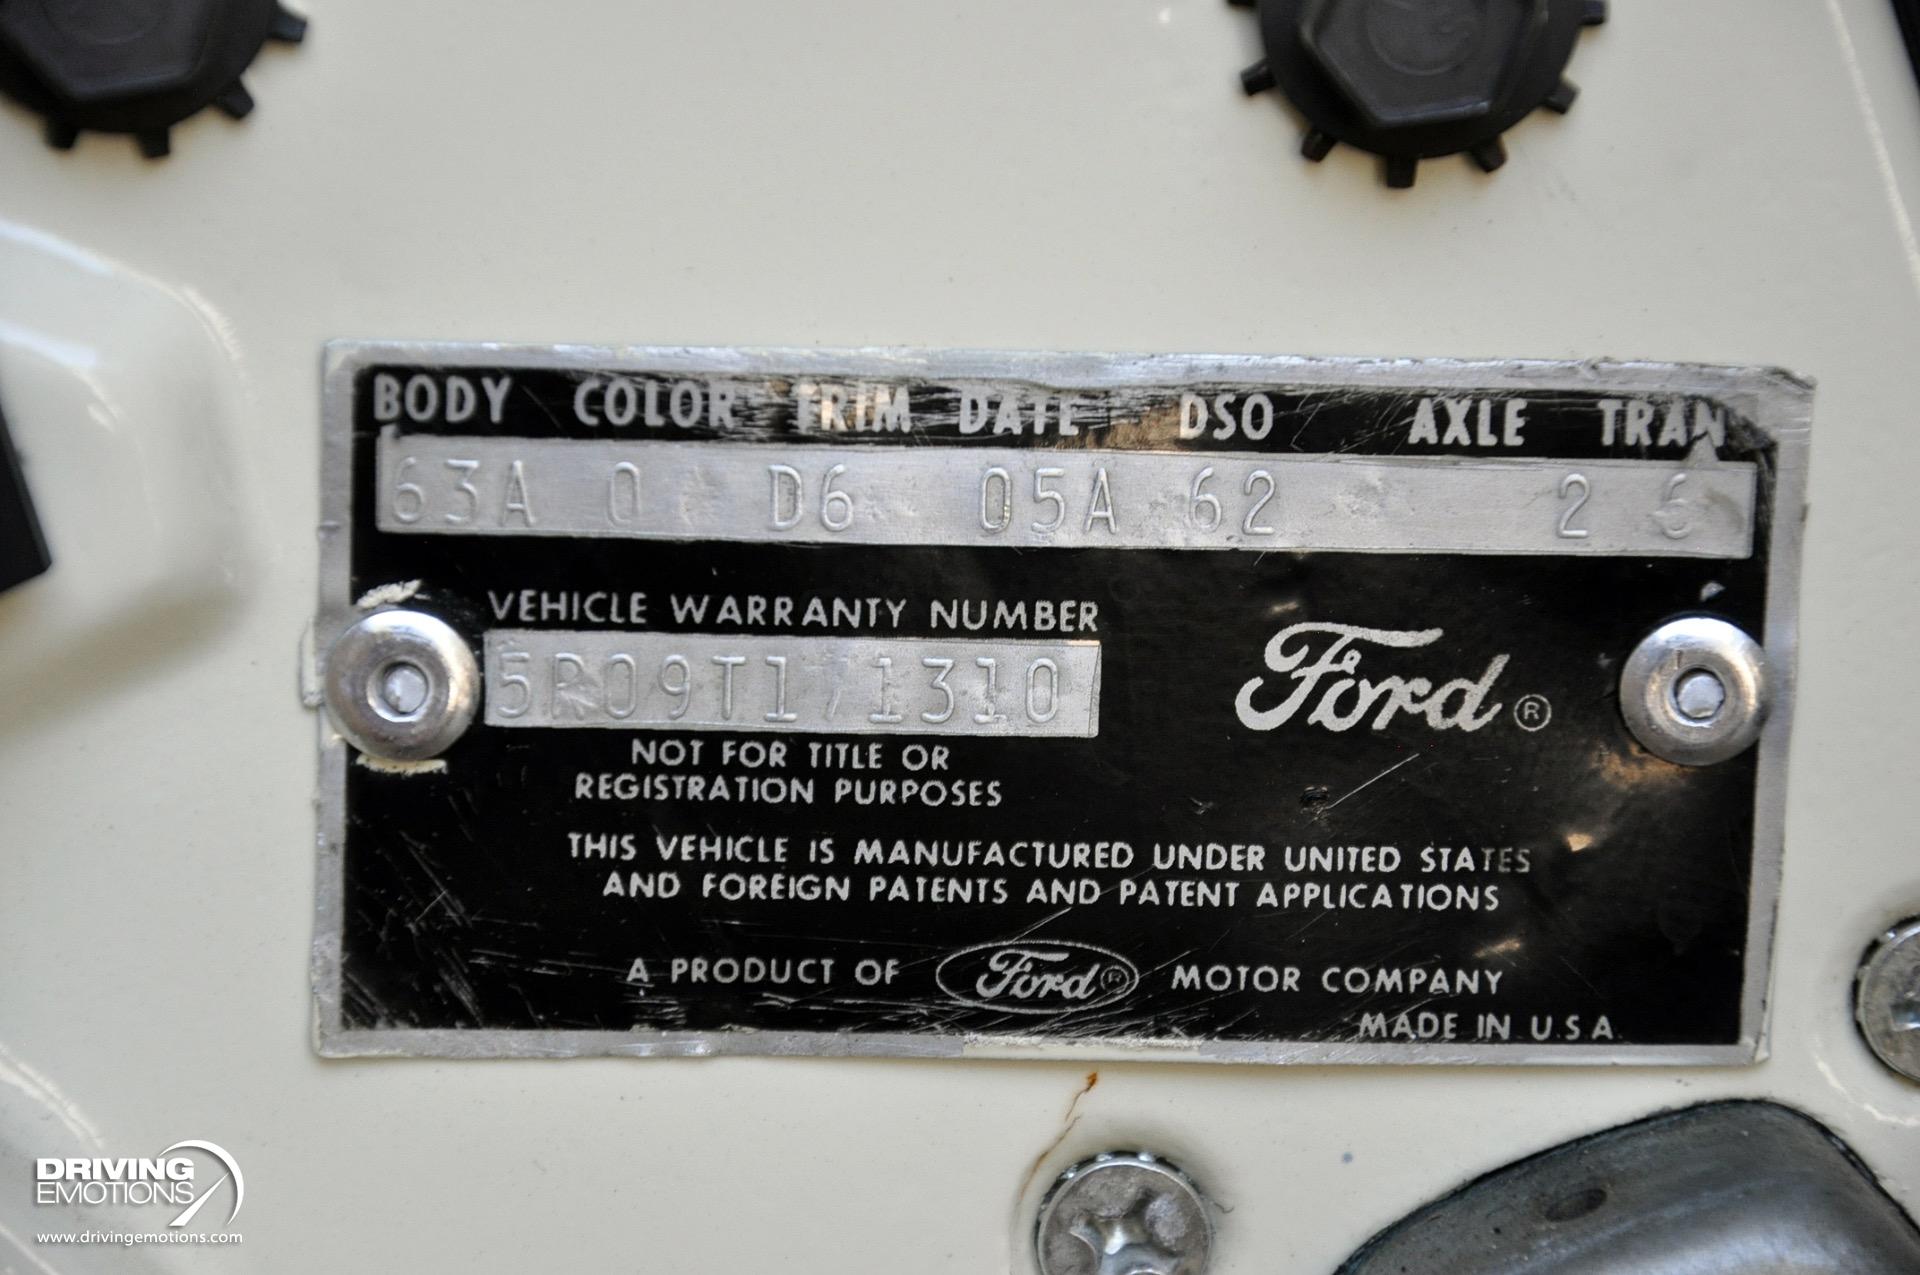 BODY COLOR TRIM DATE DSO AXLE TRAN
63A 0 D6 05A 62 2 6
VEHICLE WARRANTY NUMBER
5R09T171310
Ford ®
NOT FOR TITLE OR
REGISTRATION PURPOSES
THIS VEHICLE IS MANUFACTURED UNDER UNITED STATES
AND FOREIGN PATENTS AND PATENT APPLICATIONS
A PRODUCT OF Ford ® MOTOR COMPANY
MADE IN U.S.A.
DRIVING
EMOTIONS
www.drivingemotions.com